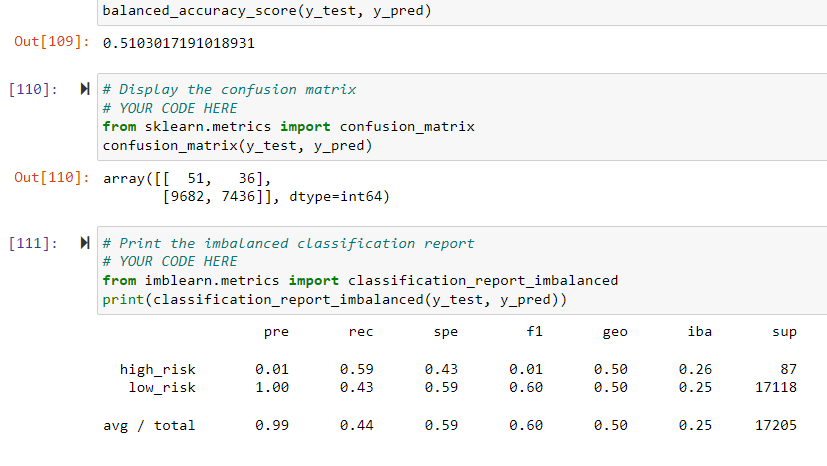 balanced_accuracy_score(y_test, y_pred)
Out[109]: 0.5103017191018931
[110]: # Display the confusion matrix
# YOUR CODE HERE
from sklearn.metrics import confusion_matrix
confusion_matrix(y_test, y_pred)
Out[110]: array([[  51,   36],
[9682, 7436]], dtype=int64)
[111]: # Print the imbalanced classification report
# YOUR CODE HERE
from imblearn.metrics import classification_report_imbalanced
print(classification_report_imbalanced(y_test, y_pred))
pre rec spe f1 geo iba sup
high_risk 0.01 0.59 0.43 0.01 0.50 0.26 87
low_risk 1.00 0.43 0.59 0.60 0.50 0.25 17118
avg / total 0.99 0.44 0.59 0.60 0.50 0.25 17205